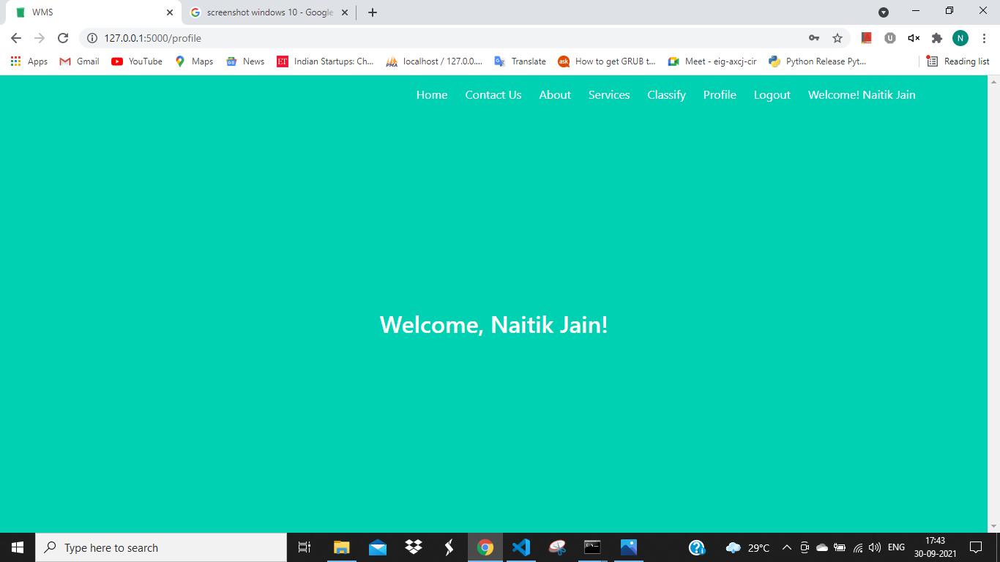 WMS
screenshot windows 10 - Google
127.0.0.1:5000/profile
N
Apps Gmail YouTube Maps News ET Indian Startups: Ch... PMA localhost / 127.0.0.... Translate ask How to get GRUB t... Meet - eig-axcj-cir Python Release Pyt... Reading list
Home Contact Us About Services Classify Profile Logout Welcome! Naitik Jain
Welcome, Naitik Jain!
Type here to search
29°C
ENG
17:43
30-09-2021